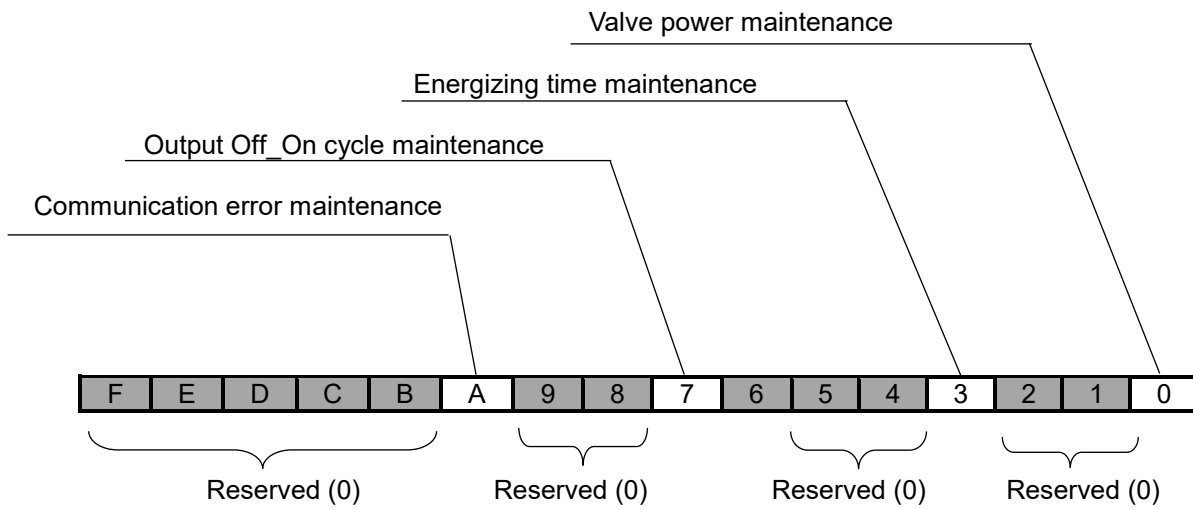 Valve power maintenance
Energizing time maintenance
Output Off_On cycle maintenance
Communication error maintenance
F E D C B A 9 8 7 6 5 4 3 2 1 0
Reserved (0) Reserved (0) Reserved (0) Reserved (0)